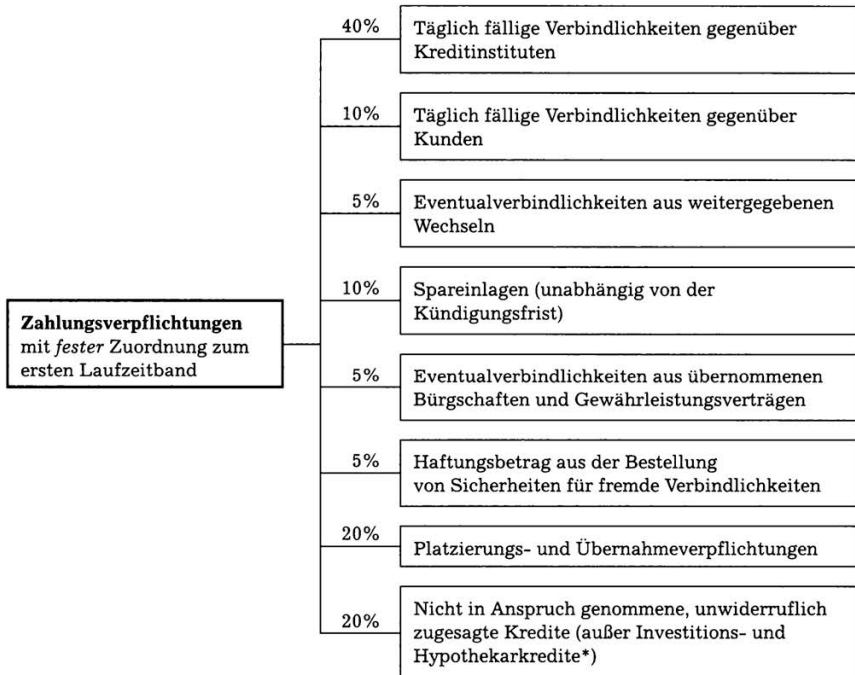 40%
Täglich fällige Verbindlichkeiten gegenüber
Kreditinstituten
10%
Täglich fällige Verbindlichkeiten gegenüber
Kunden
5%
Eventualverbindlichkeiten aus weitergegebenen
Wechseln
Zahlungsverpflichtungen
mit fester Zuordnung zum
ersten Laufzeitband
10%
Spareinlagen (unabhängig von der
Kündigungsfrist)
5%
Eventualverbindlichkeiten aus übernommenen
Bürgschaften und Gewährleistungsverträgen
5%
Haftungsbetrag aus der Bestellung
von Sicherheiten für fremde Verbindlichkeiten
20%
Platzierungs- und Übernahmeverpflichtungen
20%
Nicht in Anspruch genommene, unwiderruflich
zugesagte Kredite (außer Investitions- und
Hypothekarkredite*)